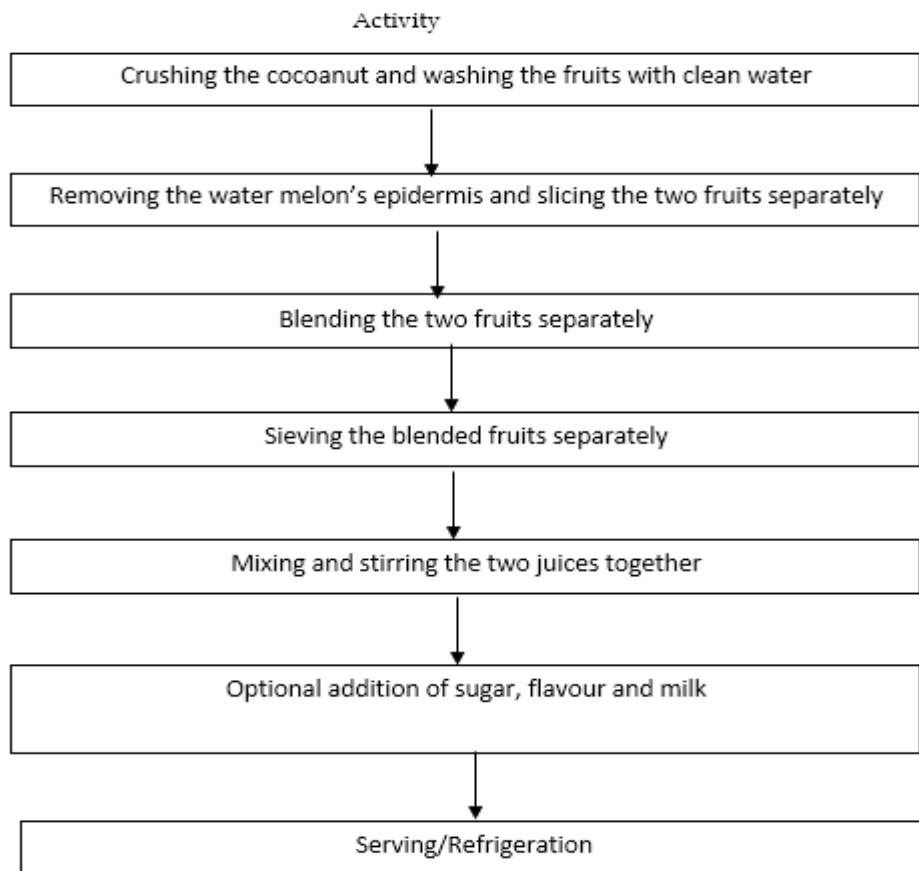 Activity
Crushing the cocoanut and washing the fruits with clean water
Removing the water melon’s epidermis and slicing the two fruits separately
Blending the two fruits separately
Sieving the blended fruits separately
Mixing and stirring the two juices together
Optional addition of sugar, flavour and milk
Serving/Refrigeration